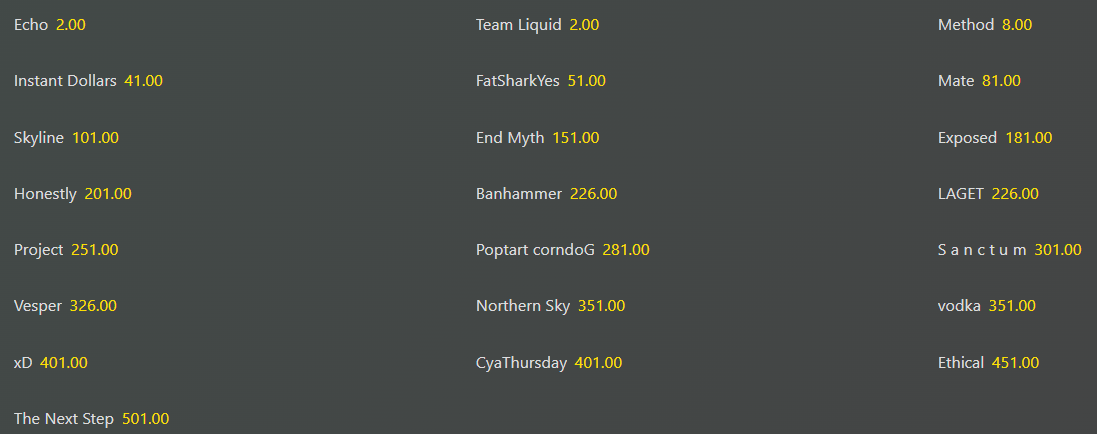 Echo 2.00 Team Liquid 2.00 Method 8.00
Instant Dollars 41.00 FatSharkYes 51.00 Mate 81.00
Skyline 101.00 End Myth 151.00 Exposed 181.00
Honestly 201.00 Banhammer 226.00 LAGET 226.00
Project 251.00 Poptart corndoG 281.00 S a n c t u m 301.00
Vesper 326.00 Northern Sky 351.00 vodka 351.00
xD 401.00 CyaThursday 401.00 Ethical 451.00
The Next Step 501.00